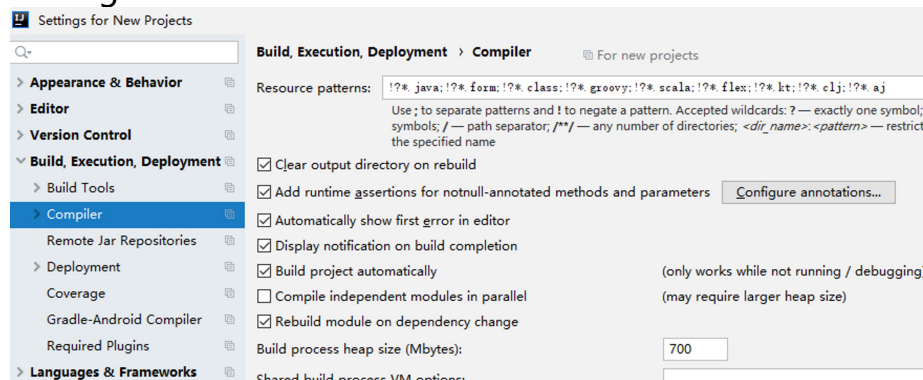 Settings for New Projects
Build, Execution, Deployment › Compiler
For new projects
Appearance & Behavior
Editor
Version Control
Build, Execution, Deployment
Build Tools
Compiler
Remote Jar Repositories
Deployment
Coverage
Gradle-Android Compiler
Required Plugins
Languages & Frameworks
Resource patterns: !?*.java;!?*.form;!?*.class;!?*.groovy;!?*.scala;!?*.flex;!?*.kt;!?*.clj;!?*.aj
Use ; to separate patterns and ! to negate a pattern. Accepted wildcards: ? — exactly one symbol;
symbols; / — path separator; /**/ — any number of directories; <dir_name>:<pattern> — restrict
the specified name
Clear output directory on rebuild
Add runtime assertions for notnull-annotated methods and parameters Configure annotations...
Automatically show first error in editor
Display notification on build completion
Build project automatically (only works while not running / debugging)
Compile independent modules in parallel (may require larger heap size)
Rebuild module on dependency change
Build process heap size (Mbytes): 700
Shared build process VM options: